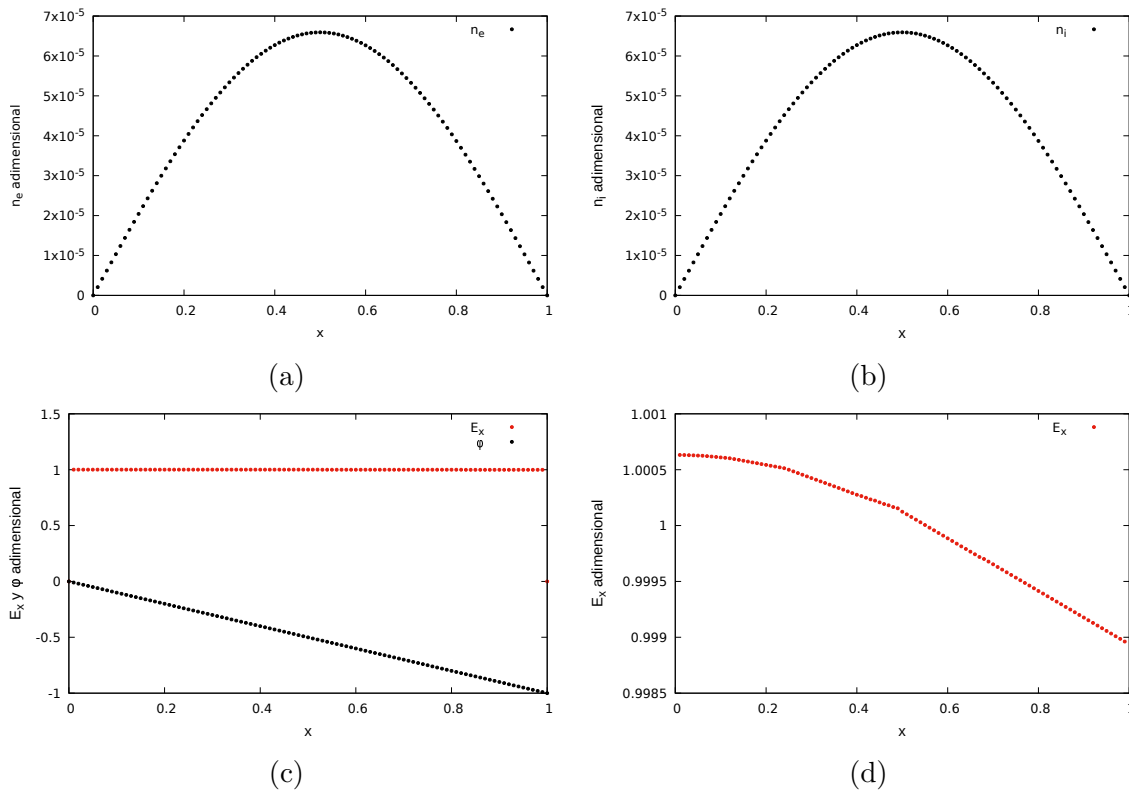 7x10⁻⁵
6x10⁻⁵
5x10⁻⁵
4x10⁻⁵
3x10⁻⁵
2x10⁻⁵
1x10⁻⁵
0
nₑ adimensional
nₑ
0 0.2 0.4 0.6 0.8 1
x
(a)
7x10⁻⁵
6x10⁻⁵
5x10⁻⁵
4x10⁻⁵
3x10⁻⁵
2x10⁻⁵
1x10⁻⁵
0
nᵢ adimensional
nᵢ
0 0.2 0.4 0.6 0.8 1
x
(b)
1.5
1
0.5
0
-0.5
-1
Eₓ y φ adimensional
Eₓ
φ
0 0.2 0.4 0.6 0.8 1
x
(c)
1.001
1.0005
1
0.9995
0.999
0.9985
Eₓ adimensional
Eₓ
0 0.2 0.4 0.6 0.8 1
x
(d)